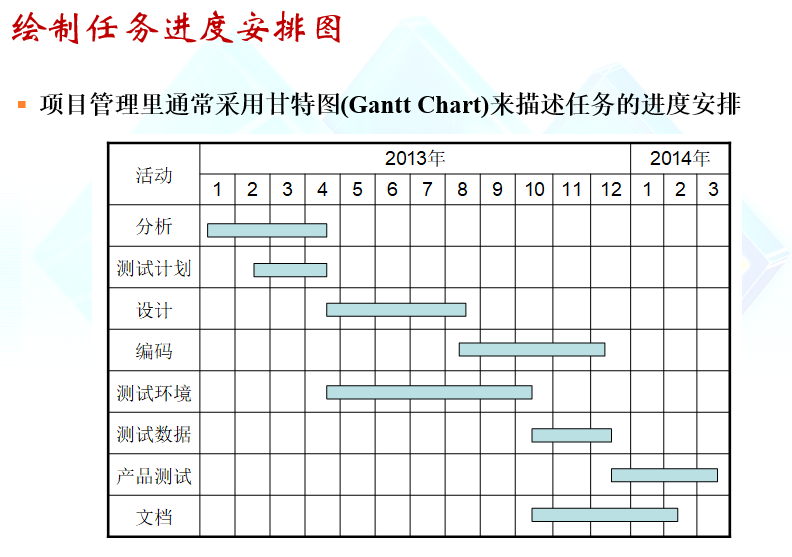 绘制任务进度安排图
项目管理里通常采用甘特图(Gantt Chart)来描述任务的进度安排
活动 2013年 2014年
1 2 3 4 5 6 7 8 9 10 11 12 1 2 3
分析
测试计划
设计
编码
测试环境
测试数据
产品测试
文档